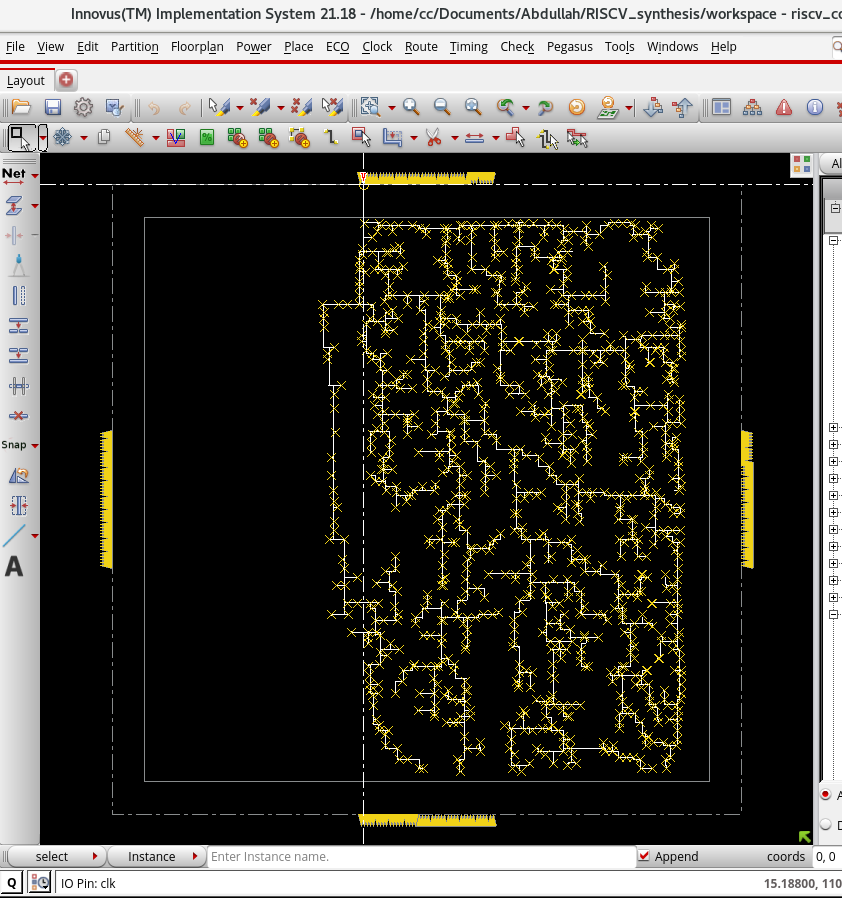 Innovus(TM) Implementation System 21.18 - /home/cc/Documents/Abdullah/RISCV_synthesis/workspace - riscv_co
File View Edit Partition Floorplan Power Place ECO Clock Route Timing Check Pegasus Tools Windows Help
Layout
Net
Al
Snap
A
A
D
select Instance Enter Instance name. Append coords 0, 0
Q IO Pin: clk 15.18800, 110